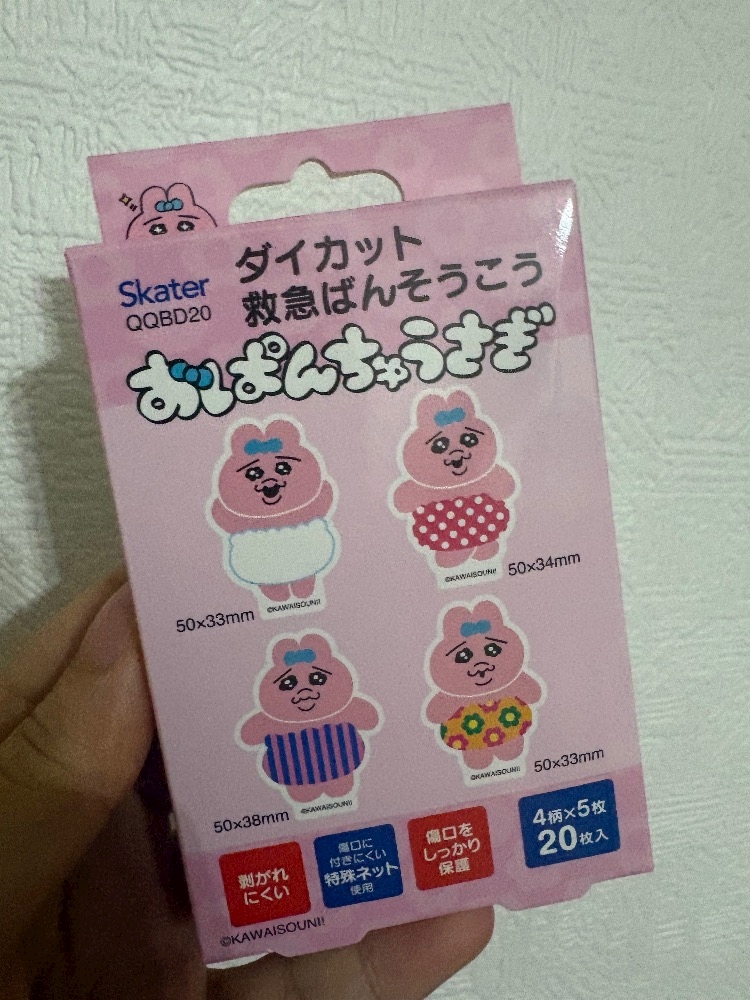 Skater
QQBD20
ダイカット
救急ばんそうこう
おぱんちゅうさぎ
©KAWAISOUNI!
50×33mm
©KAWAISOUNI!
50×34mm
©KAWAISOUNI!
50×38mm
©KAWAISOUNI!
50×33mm
剥がれ
にくい
傷口に
付きにくい
特殊ネット
使用
傷口を
しっかり
保護
4柄×5枚
20枚入
©KAWAISOUNI!